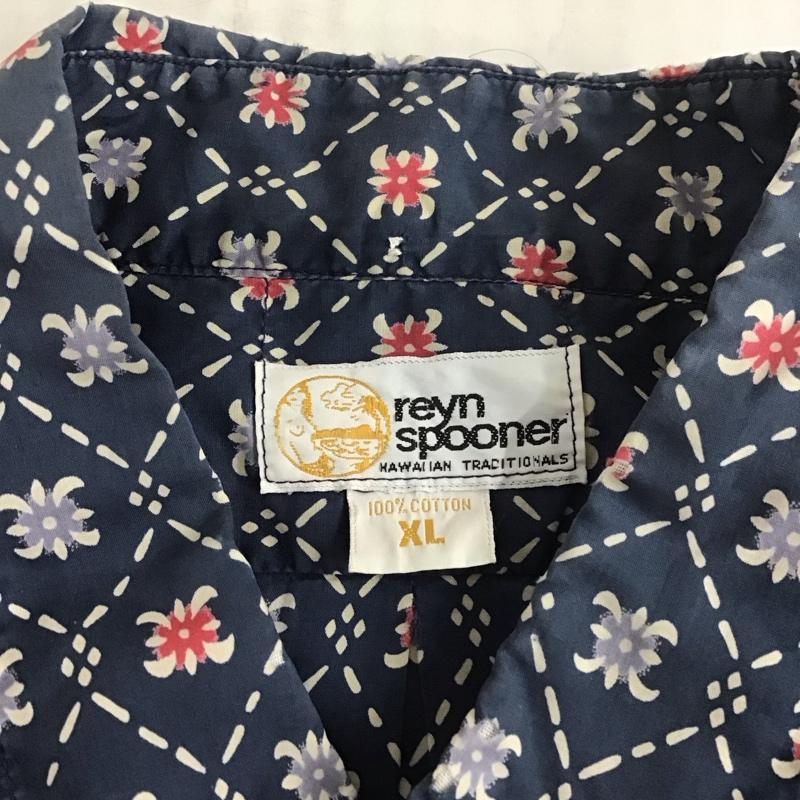 reyn
spooner
HAWAIIAN TRADITIONALS
100% COTTON
XL